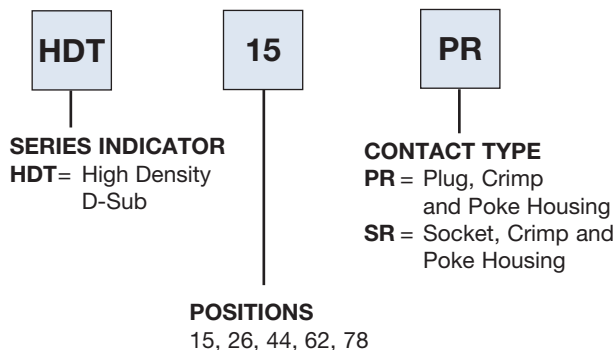 HDT 15 PR
SERIES INDICATOR
HDT= High Density
D-Sub
CONTACT TYPE
PR = Plug, Crimp
and Poke Housing
SR = Socket, Crimp and
Poke Housing
POSITIONS
15, 26, 44, 62, 78